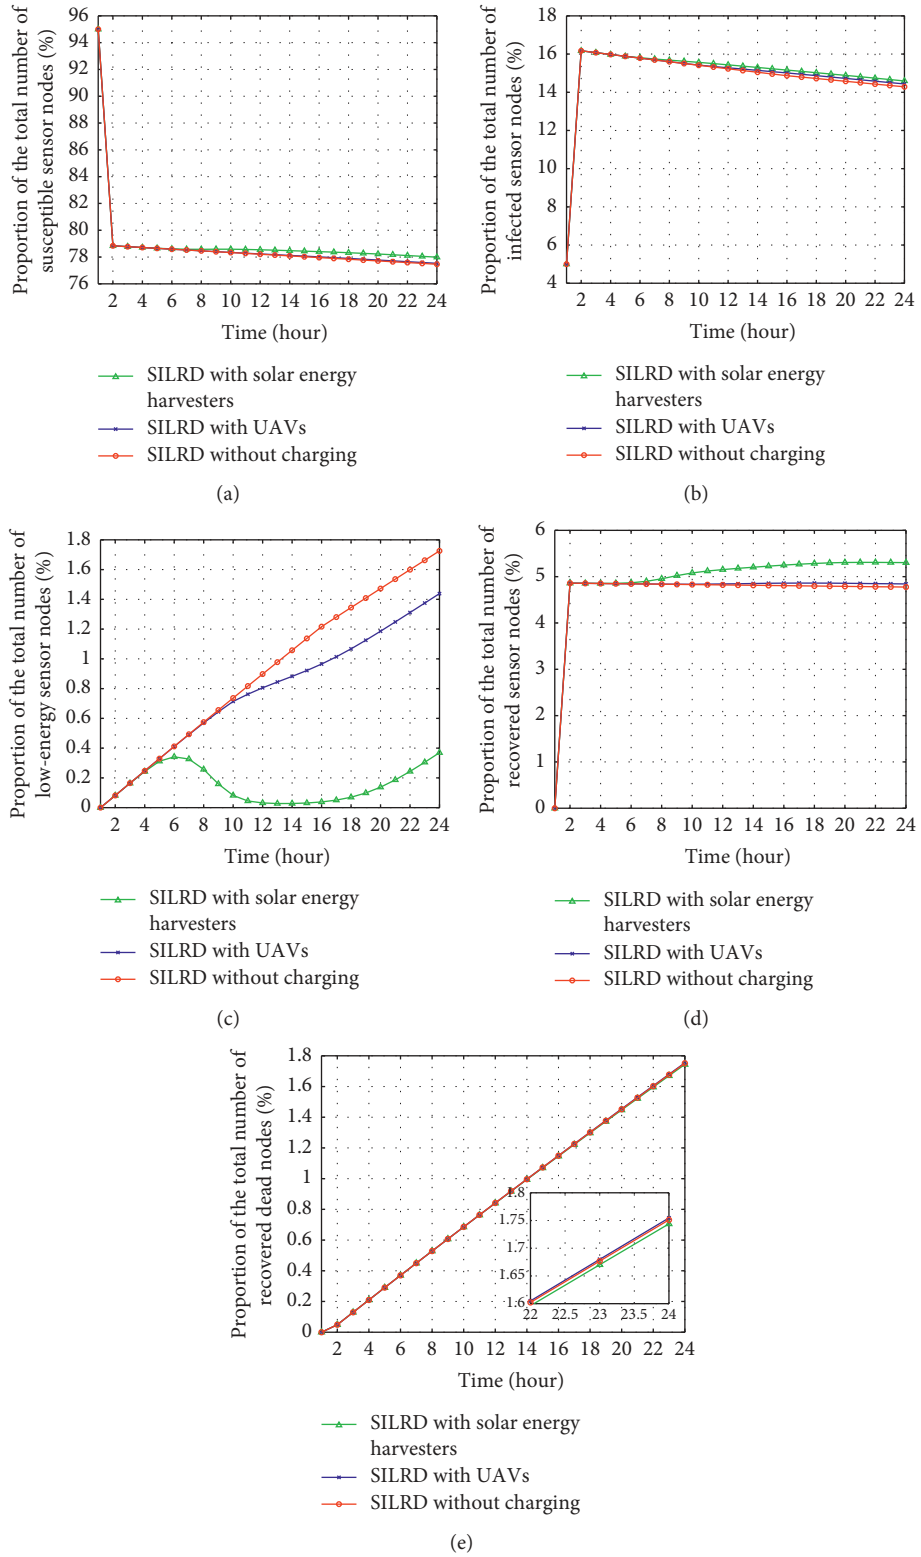 Proportion of the total number of
susceptible sensor nodes (%)
96
94
92
90
88
86
84
82
80
78
76
2 4 6 8 10 12 14 16 18 20 22 24
Time (hour)
SILRD with solar energy
harvesters
SILRD with UAVs
SILRD without charging
(a)
Proportion of the total number of
infected sensor nodes (%)
18
16
14
12
10
8
6
4
2 4 6 8 10 12 14 16 18 20 22 24
Time (hour)
SILRD with solar energy
harvesters
SILRD with UAVs
SILRD without charging
(b)
Proportion of the total number of
low-energy sensor nodes (%)
1.8
1.6
1.4
1.2
1
0.8
0.6
0.4
0.2
0
2 4 6 8 10 12 14 16 18 20 22 24
Time (hour)
SILRD with solar energy
harvesters
SILRD with UAVs
SILRD without charging
(c)
Proportion of the total number of
recovered sensor nodes (%)
6
5
4
3
2
1
0
2 4 6 8 10 12 14 16 18 20 22 24
Time (hour)
SILRD with solar energy
harvesters
SILRD with UAVs
SILRD without charging
(d)
Proportion of the total number of
recovered dead nodes (%)
1.8
1.6
1.4
1.2
1
0.8
0.6
0.4
0.2
0
2 4 6 8 10 12 14 16 18 20 22 24
1.8
1.75
1.7
1.65
1.6
22 22.5 23 23.5 24
Time (hour)
SILRD with solar energy
harvesters
SILRD with UAVs
SILRD without charging
(e)